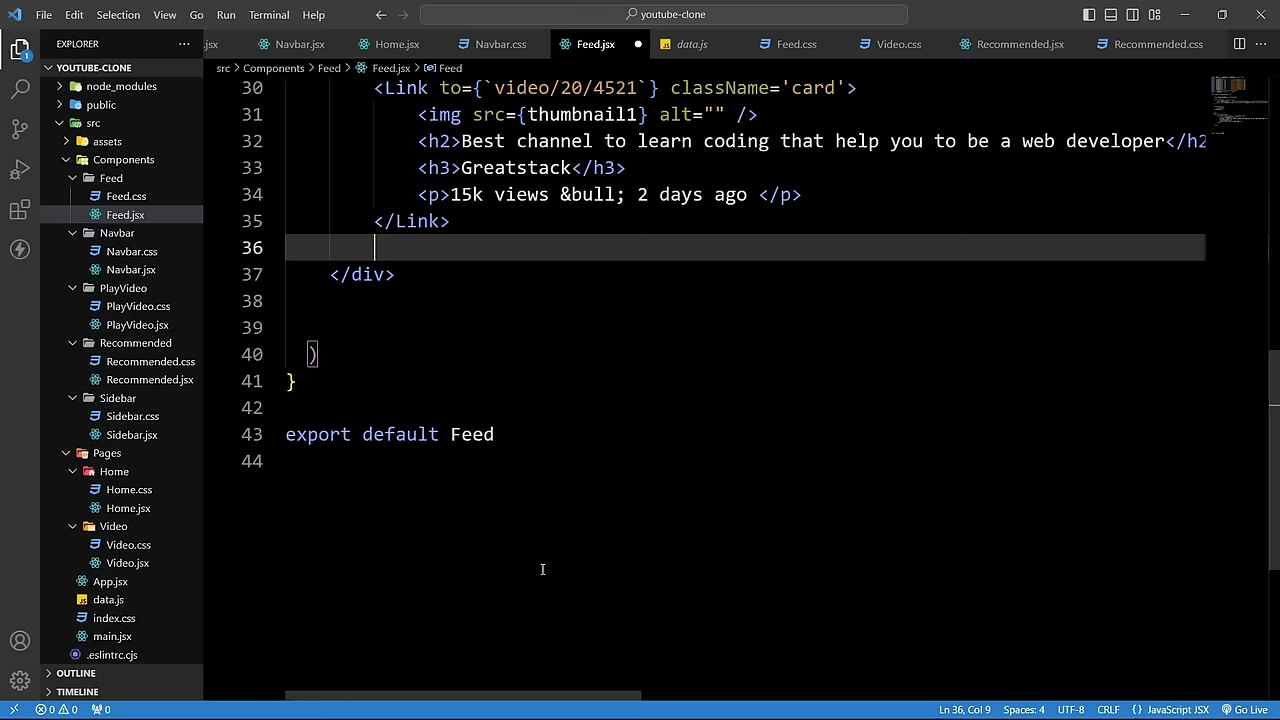 File Edit Selection View Go Run Terminal Help
youtube-clone
EXPLORER
.jsx
Navbar.jsx
Home.jsx
Navbar.css
Feed.jsx
data.js
Feed.css
Video.css
Recommended.jsx
Recommended.css
YOUTUBE-CLONE
src > Components > Feed > Feed.jsx > Feed
node_modules
public
src
assets
Components
Feed
Feed.css
Feed.jsx
Navbar
Navbar.css
Navbar.jsx
PlayVideo
PlayVideo.css
PlayVideo.jsx
Recommended
Recommended.css
Recommended.jsx
Sidebar
Sidebar.css
Sidebar.jsx
Pages
Home
Home.css
Home.jsx
Video
Video.css
Video.jsx
App.jsx
data.js
index.css
main.jsx
.eslintrc.cjs
OUTLINE
TIMELINE
1
30 <Link to={`video/20/4521`} className='card'>
31 <img src={thumbnail1} alt="" />
32 <h2>Best channel to learn coding that help you to be a web developer</h2
33 <h3>Greatstack</h3>
34 <p>15k views &bull; 2 days ago </p>
35 </Link>
36
37 </div>
38
39
40 )
41 }
42
43 export default Feed
44
0 0 0 Ln 36, Col 9 Spaces: 4 UTF-8 CRLF {} JavaScript JSX Go Live